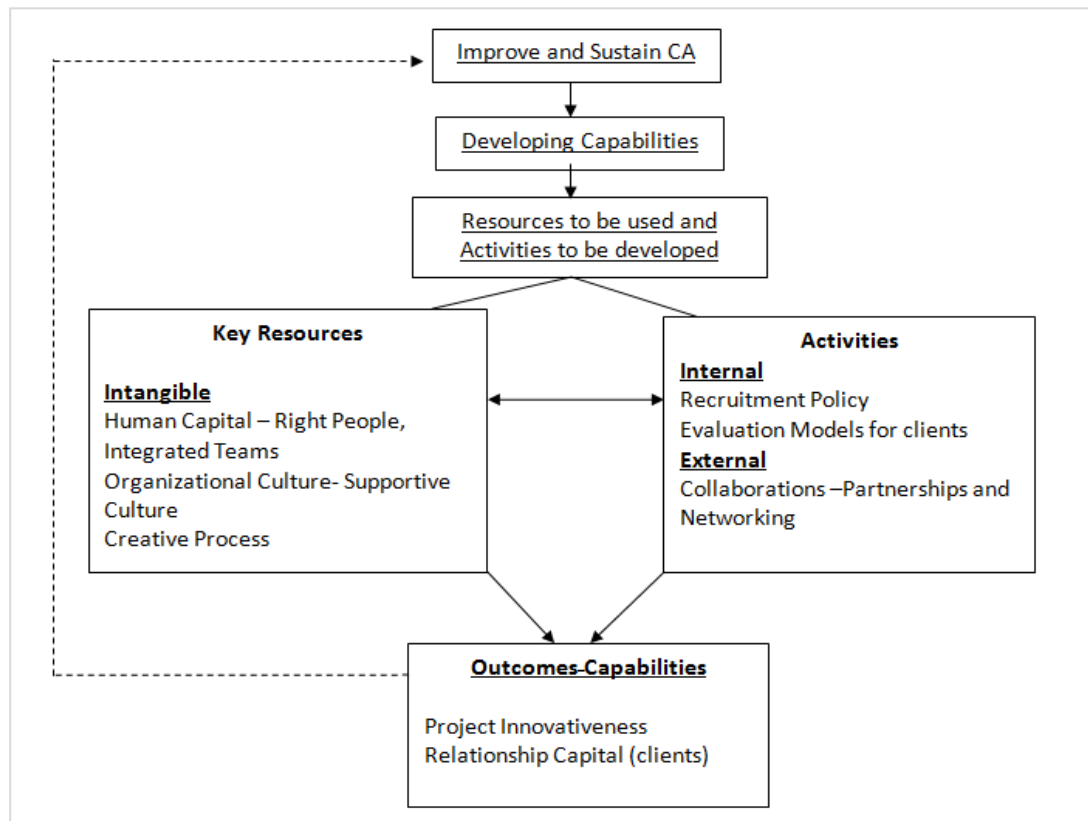 Improve and Sustain CA
Developing Capabilities
Resources to be used and
Activities to be developed
Key Resources
Intangible
Human Capital – Right People,
Integrated Teams
Organizational Culture- Supportive
Culture
Creative Process
Activities
Internal
Recruitment Policy
Evaluation Models for clients
External
Collaborations –Partnerships and
Networking
Outcomes-Capabilities
Project Innovativeness
Relationship Capital (clients)